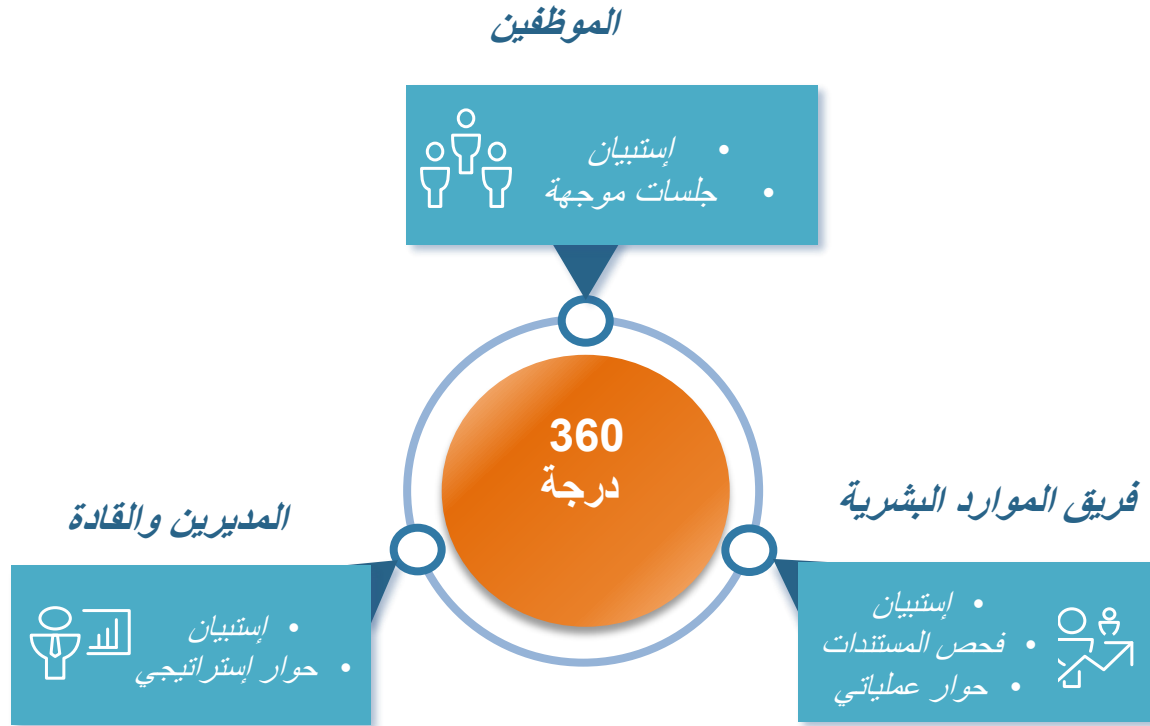 الموظفين
• إستبيان
• جلسات موجهة
360
درجة
فريق الموارد البشرية
• إستبيان
• فحص المستندات
• حوار عملياتي
المديرين والقادة
• إستبيان
• حوار إستراتيجي